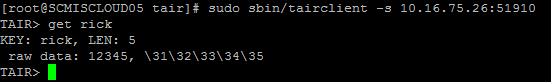 [root@SCMISCLOUD05 tair]# sudo sbin/tairclient -s 10.16.75.26:51910
TAIR> get rick
KEY: rick, LEN: 5
 raw data: 12345, \31\32\33\34\35
TAIR>